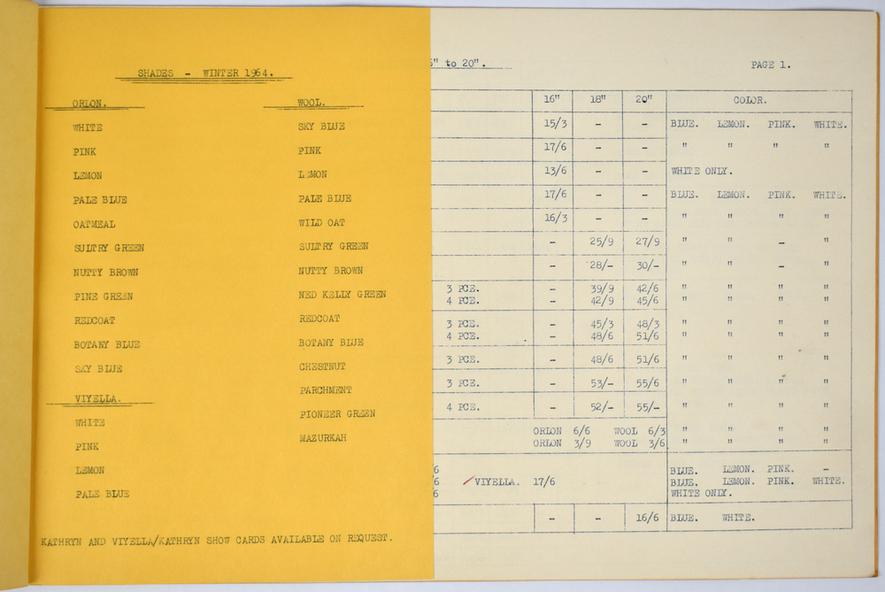 SHADES - WINTER 1964.
ORLON.
WHITE
PINK
LEMON
PALE BLUE
OATMEAL
SULTRY GREEN
NUTTY BROWN
PINE GREEN
REDCOAT
BOTANY BLUE
SKY BLUE
VIYELLA.
WHITE
PINK
LEMON
PALE BLUE
WOOL.
SKY BLUE
PINK
LEMON
PALE BLUE
WILD OAT
SULTRY GREEN
NUTTY BROWN
NED KELLY GREEN
REDCOAT
BOTANY BLUE
CHESTNUT
PARCHMENT
PIONEER GREEN
MAZURKAH
KATHRYN AND VIYELLA/KATHRYN SHOW CARDS AVAILABLE ON REQUEST.
" to 20". PAGE 1.
16" 18" 20" COLOR.
15/3 - - BLUE. LEMON. PINK. WHITE.
17/6 - - " " " "
13/6 - - WHITE ONLY.
17/6 - - BLUE. LEMON. PINK. WHITE.
16/3 - - " " " "
- 25/9 27/9 " " - "
- 28/- 30/- " " - "
3 PCE. - 39/9 42/6 " " " "
4 PCE. - 42/9 45/6 " " " "
3 PCE. - 45/3 48/3 " " " "
4 PCE. - 48/6 51/6 " " " "
3 PCE. - 48/6 51/6 " " " "
3 PCE. - 53/- 55/6 " " " "
4 PCE. - 52/- 55/- " " " "
ORLON 6/6 WOOL 6/3 " " " "
ORLON 3/9 WOOL 3/6 " " " "
6 BLUE. LEMON. PINK. -
6 VIYELLA. 17/6 BLUE. LEMON. PINK. WHITE.
6 WHITE ONLY.
- - 16/6 BLUE. WHITE.